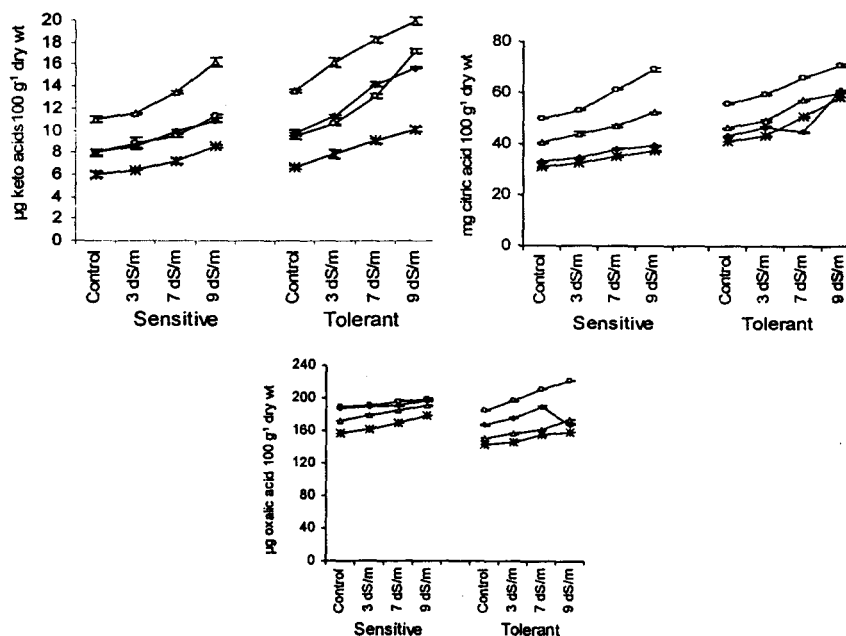 µg keto acids 100 g⁻¹ dry wt
20
18
16
14
12
10
8
6
4
2
0
Control
3 dS/m
7 dS/m
9 dS/m
Control
3 dS/m
7 dS/m
9 dS/m
Sensitive
Tolerant
mg citric acid 100 g⁻¹ dry wt
80
60
40
20
0
Control
3 dS/m
7 dS/m
9 dS/m
Control
3 dS/m
7 dS/m
9 dS/m
Sensitive
Tolerant
µg oxalic acid 100 g⁻¹ dry wt
240
200
160
120
80
40
0
Control
3 dS/m
7 dS/m
9 dS/m
Control
3 dS/m
7 dS/m
9 dS/m
Sensitive
Tolerant